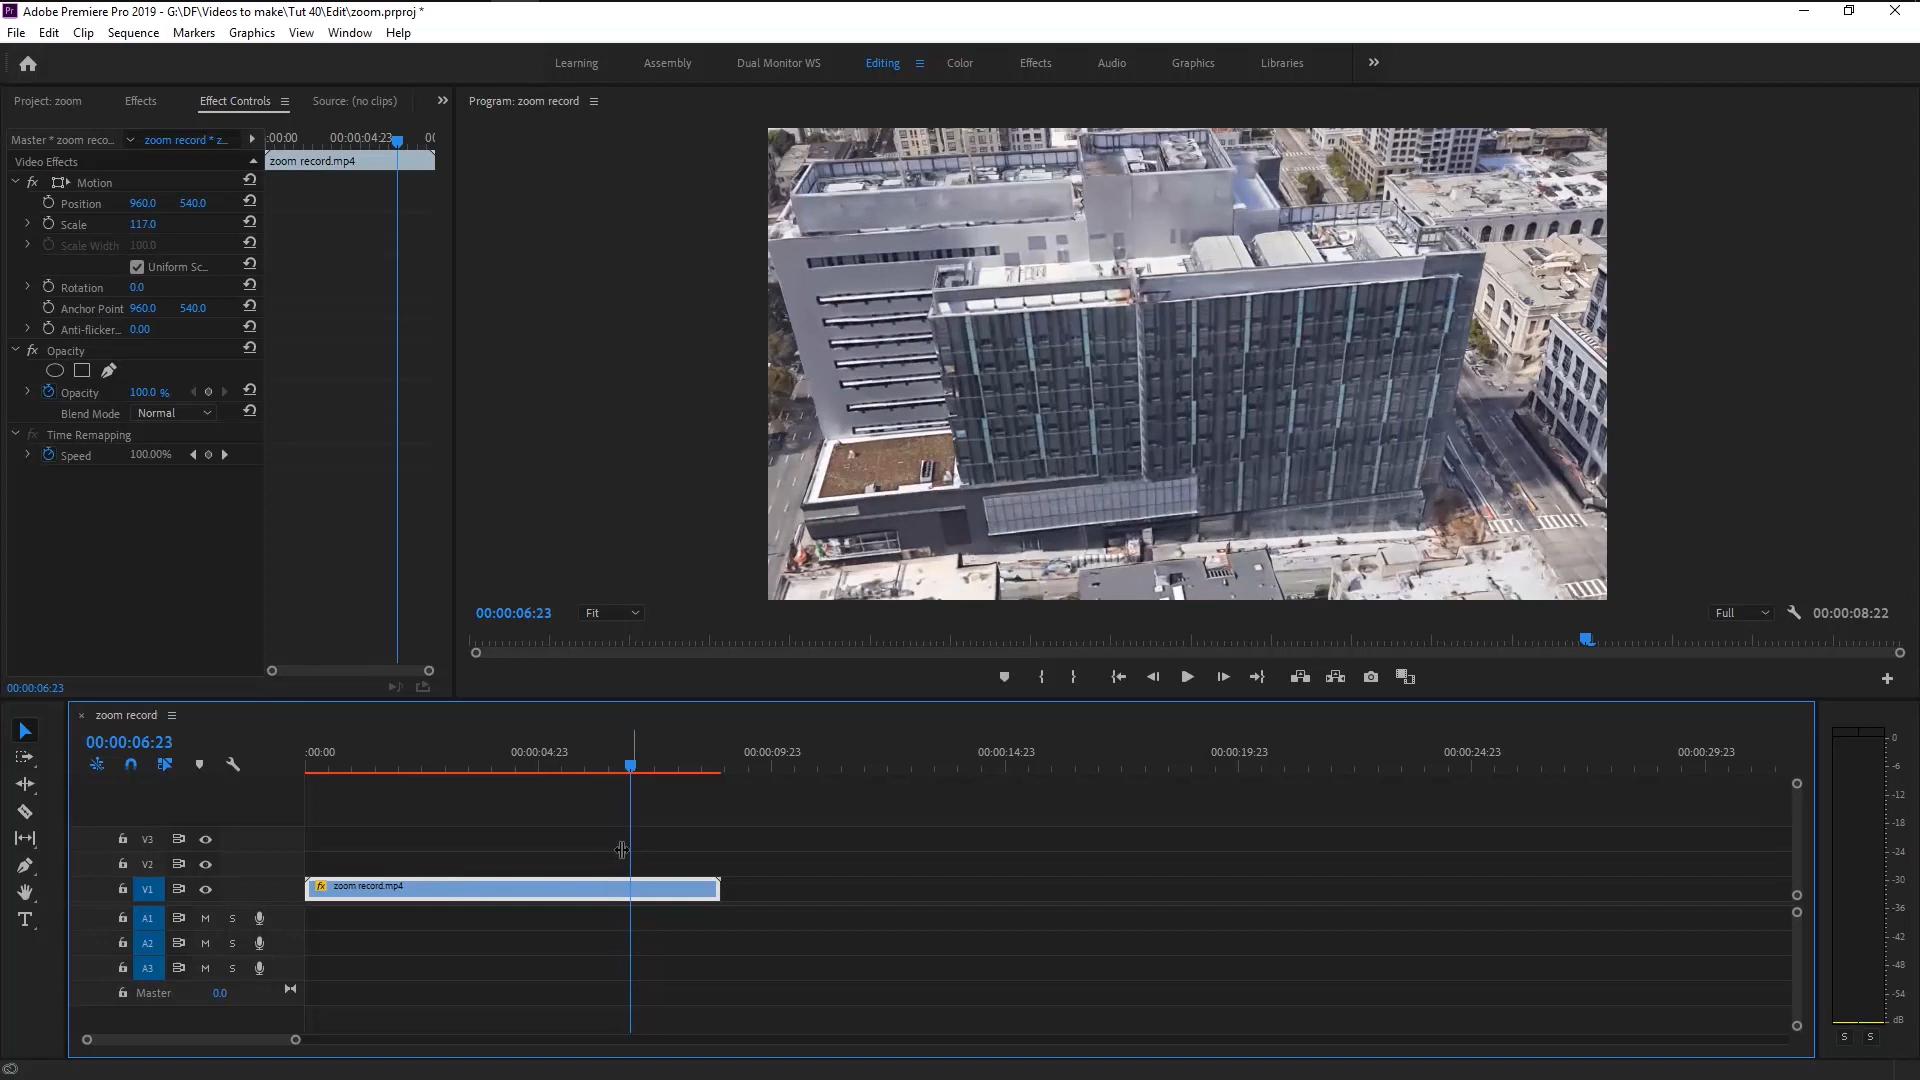 Adobe Premiere Pro 2019 - G:\DF\Videos to make\Tut 40\Edit\zoom.prproj *
File Edit Clip Sequence Markers Graphics View Window Help
Learning Assembly Dual Monitor WS Editing Color Effects Audio Graphics Libraries
Project: zoom Effects Effect Controls Source: (no clips)
Program: zoom record
Master * zoom reco... zoom record * z...
:00:00 00:00:04:23 00
Video Effects
zoom record.mp4
fx Motion
Position 960.0 540.0
Scale 117.0
Scale Width 100.0
Uniform Sc...
Rotation 0.0
Anchor Point 960.0 540.0
Anti-flicker... 0.00
fx Opacity
Opacity 100.0 %
Blend Mode Normal
fx Time Remapping
Speed 100.00%
00:00:06:23 Fit Full 00:00:08:22
00:00:06:23
zoom record
00:00:06:23
:00:00 00:00:04:23 00:00:09:23 00:00:14:23 00:00:19:23 00:00:24:23 00:00:29:23
V3
V2
V1 fx zoom record.mp4
A1 M S
A2 M S
A3 M S
Master 0.0
0
-6
-12
-18
-24
-30
-36
-42
-48
-54
dB
S S